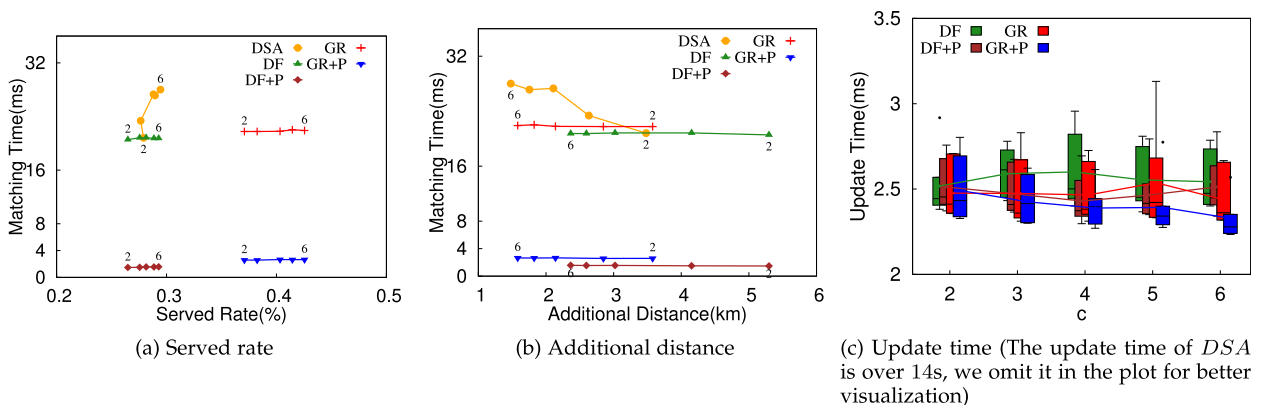 DSA GR
DF GR+P
DF+P
Matching Time(ms)
32
16
8
4
0
6
2
6
2
2
6
2
6
0.2 0.3 0.4 0.5
Served Rate(%)
(a) Served rate
DSA GR
DF GR+P
DF+P
Matching Time(ms)
32
16
8
4
0
6
6
2
6
2
2
6
2
6
2
1 2 3 4 5 6
Additional Distance(km)
(b) Additional distance
DF GR
DF+P GR+P
Update Time(ms)
3.5
3
2.5
2
2 3 4 5 6
c
(c) Update time (The update time of DSA
is over 14s, we omit it in the plot for better
visualization)